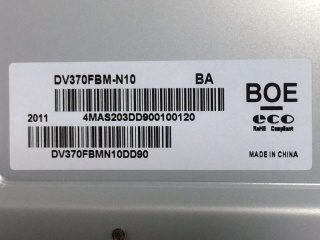 DV370FBM-N10 BA
BOE
eco
RoHS Compliant
2011 4MAS203DD900100120
DV370FBMN10DD90
MADE IN CHINA